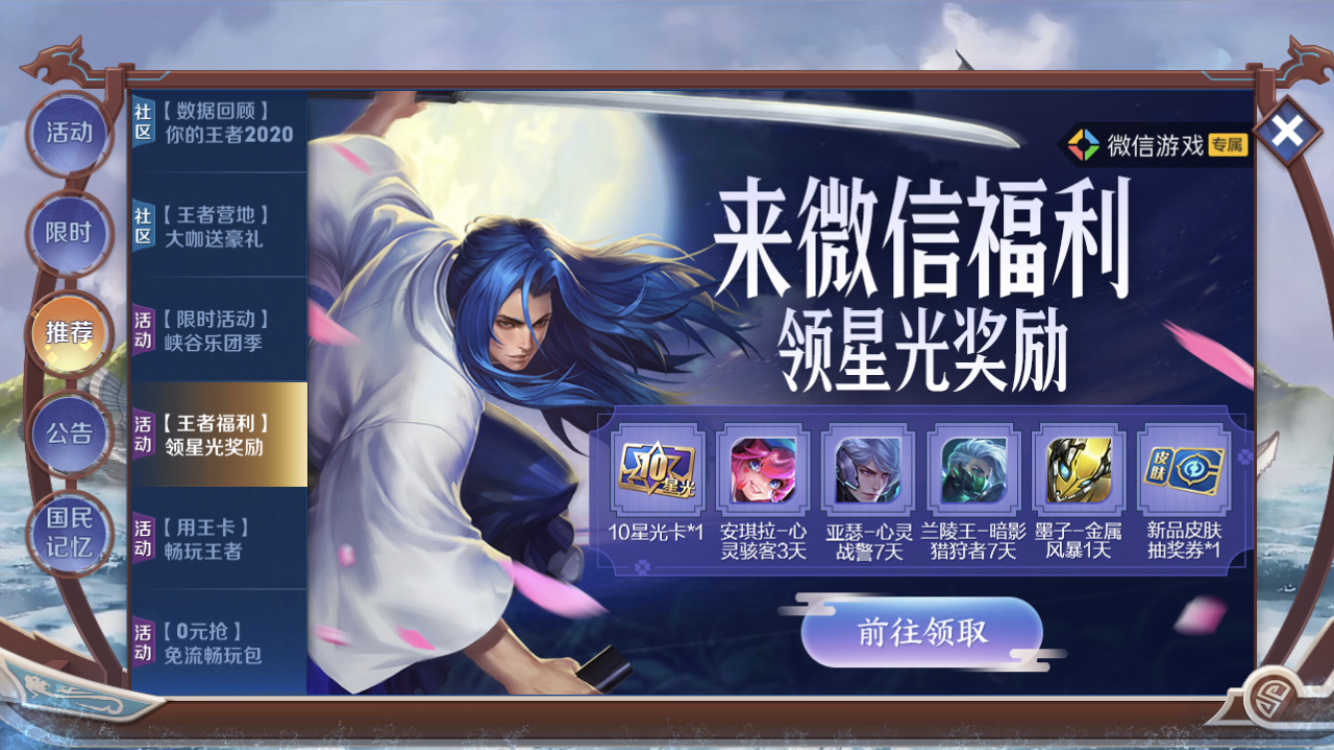 活动
限时
推荐
公告
国民
记忆
社区
【数据回顾】
你的王者2020
社区
【王者营地】
大咖送豪礼
活动
【限时活动】
峡谷乐团季
活动
【王者福利】
领星光奖励
活动
【用王卡】
畅玩王者
活动
【0元抢】
免流畅玩包
微信游戏 专属
来微信福利
领星光奖励
10
星光
10星光卡*1
安琪拉-心
灵骇客3天
亚瑟-心灵
战警7天
兰陵王-暗影
猎狩者7天
墨子-金属
风暴1天
皮肤
新品皮肤
抽奖券*1
前往领取